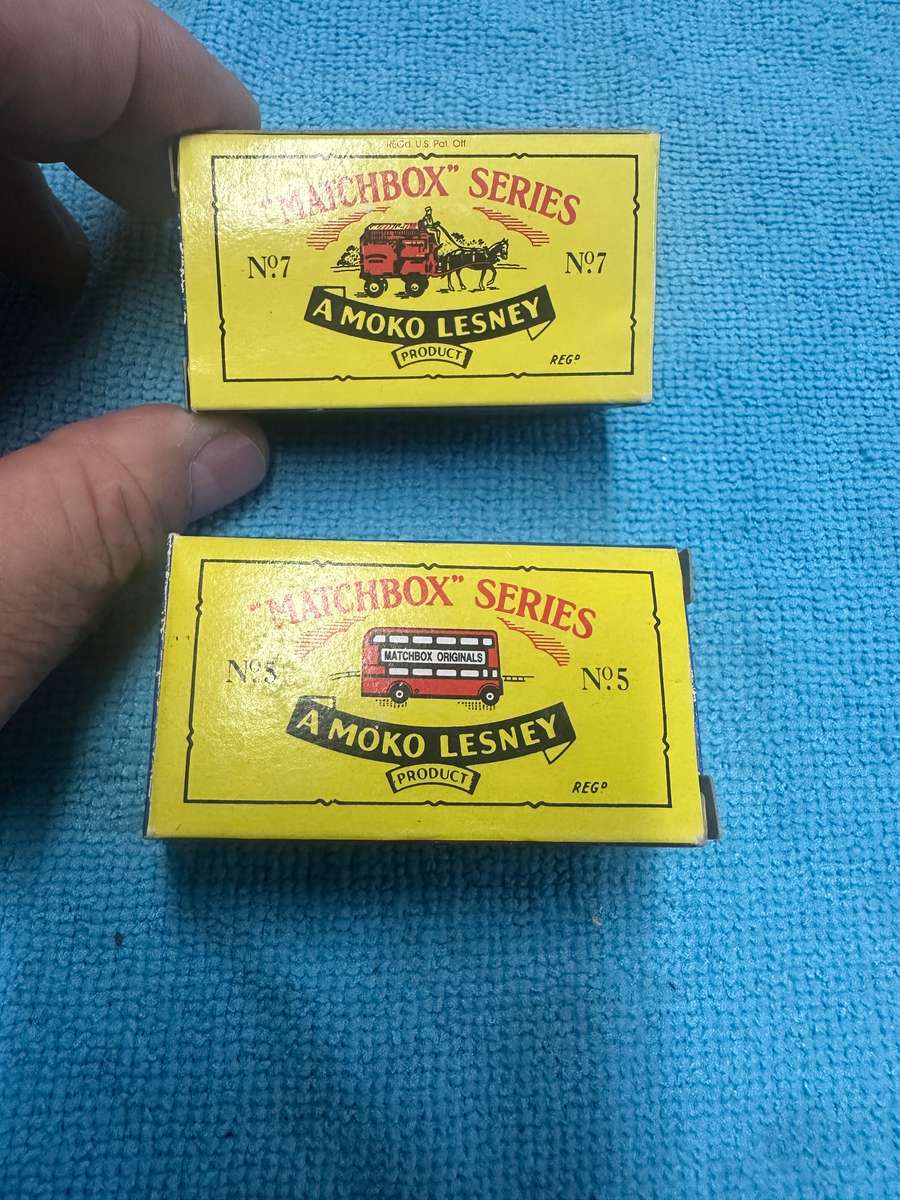 REGd. U.S. Pat. Off.
"MATCHBOX" SERIES
Nº.7
Nº.7
A MOKO LESNEY
PRODUCT
REGᴰ
"MATCHBOX" SERIES
MATCHBOX ORIGINALS
Nº.5
Nº.5
A MOKO LESNEY
PRODUCT
REGᴰ